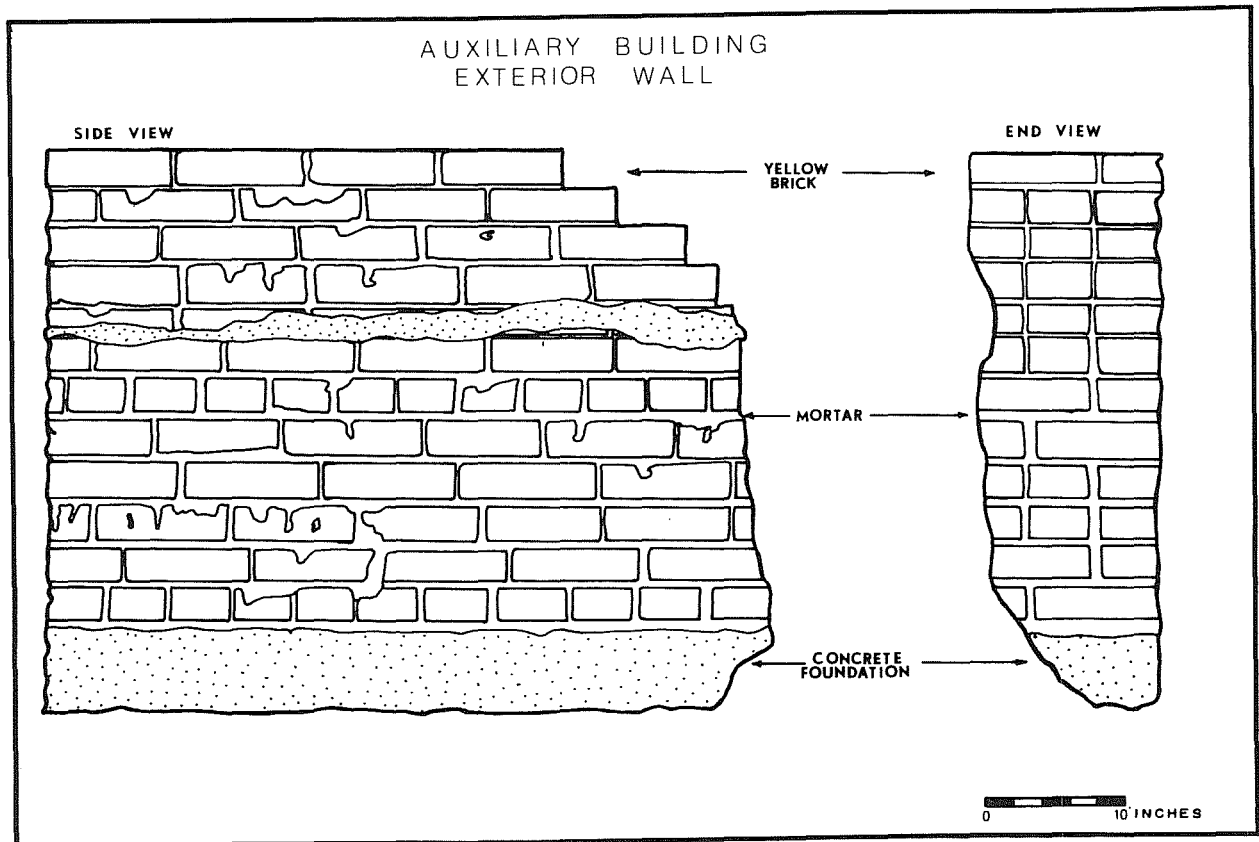 AUXILIARY BUILDING
EXTERIOR WALL
SIDE VIEW
END VIEW
YELLOW
BRICK
MORTAR
CONCRETE
FOUNDATION
0 10 INCHES